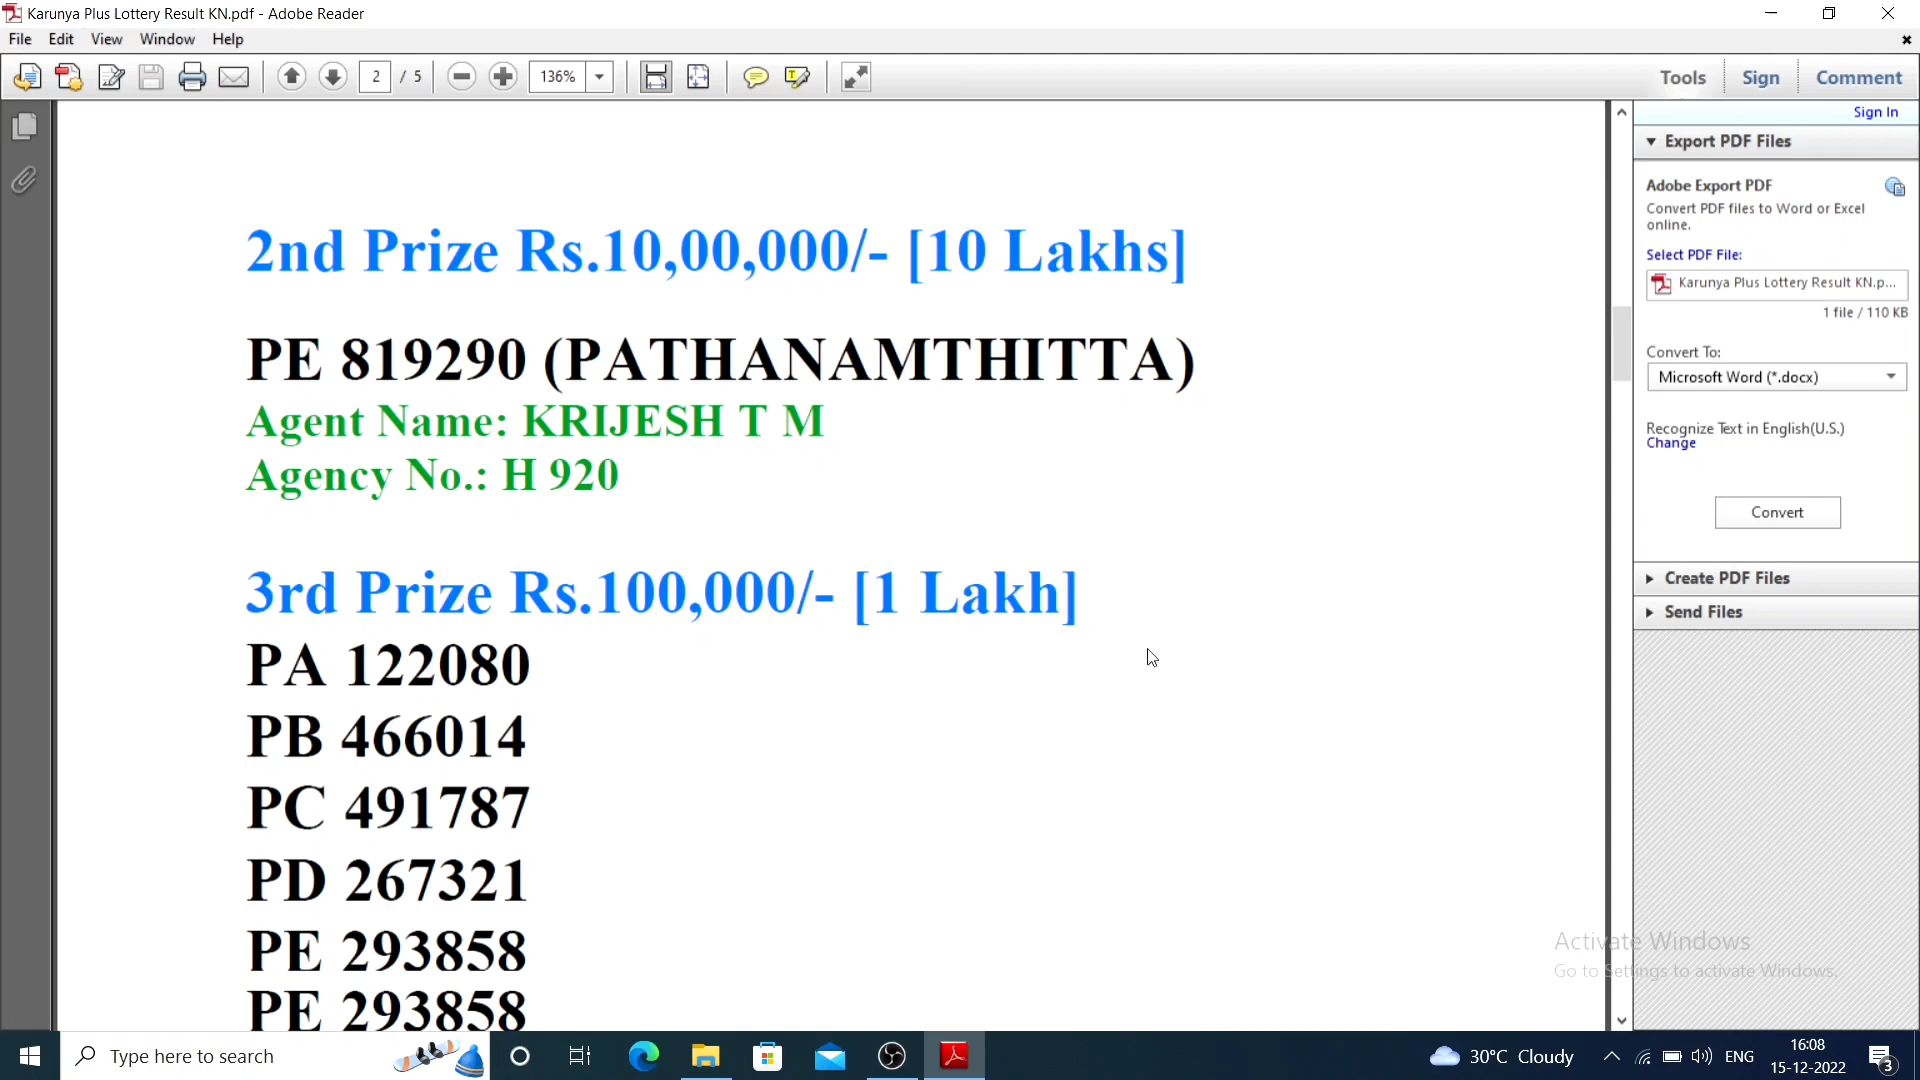 Karunya Plus Lottery Result KN.pdf - Adobe Reader
File Edit View Window Help
2 / 5 136% Tools Sign Comment
Sign In
Export PDF Files
Adobe Export PDF
Convert PDF files to Word or Excel
online.
Select PDF File:
Karunya Plus Lottery Result KN.p...
1 file / 110 KB
Convert To:
Microsoft Word (*.docx)
Recognize Text in English(U.S.)
Change
Convert
Create PDF Files
Send Files
2nd Prize Rs.10,00,000/- [10 Lakhs]
PE 819290 (PATHANAMTHITTA)
Agent Name: KRIJESH T M
Agency No.: H 920
3rd Prize Rs.100,000/- [1 Lakh]
PA 122080
PB 466014
PC 491787
PD 267321
PE 293858
PE 293858
Activate Windows
Go to Settings to activate Windows.
Type here to search
30°C Cloudy
ENG
16:08
15-12-2022
3